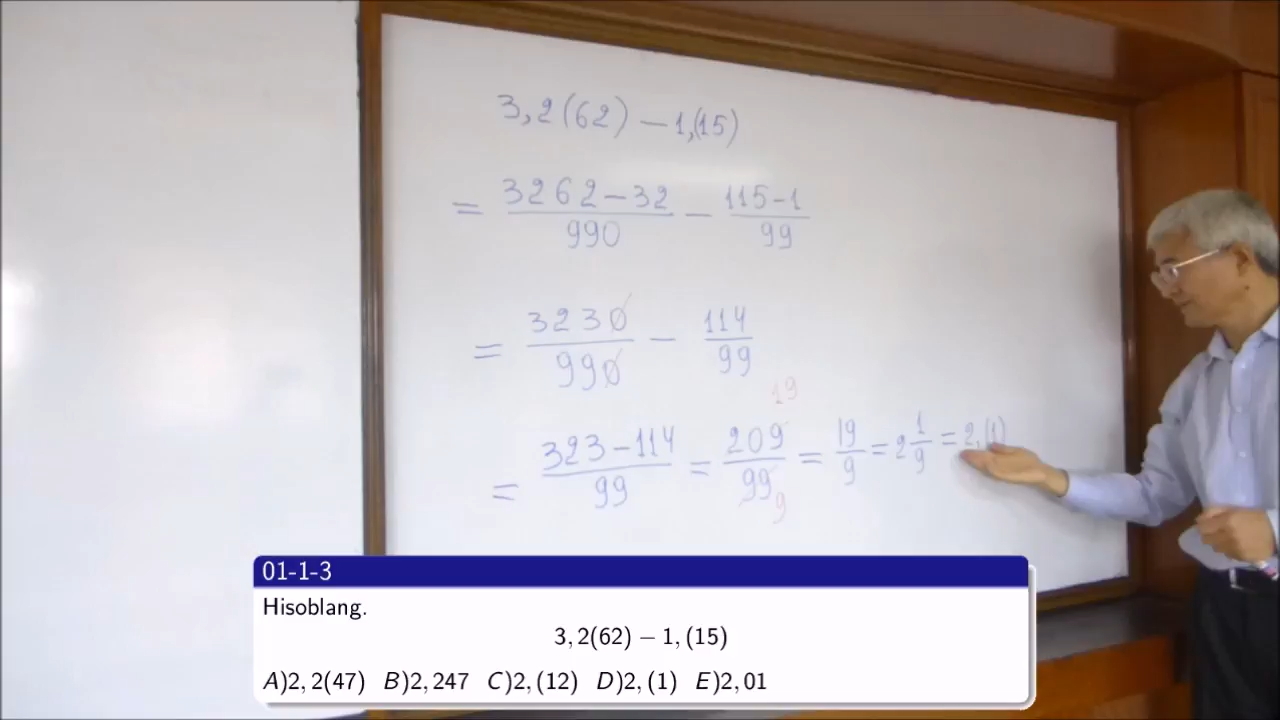 3,2(62) − 1,(15)
= 3262−32/990 − 115−1/99
= 3230/990 − 114/99
= 323−114/99 = 209/99 19 9 = 19/9 = 2 1/9 = 2,(1)
01-1-3
Hisoblang.
3, 2(62) − 1, (15)
A)2, 2(47) B)2, 247 C)2, (12) D)2, (1) E)2, 01